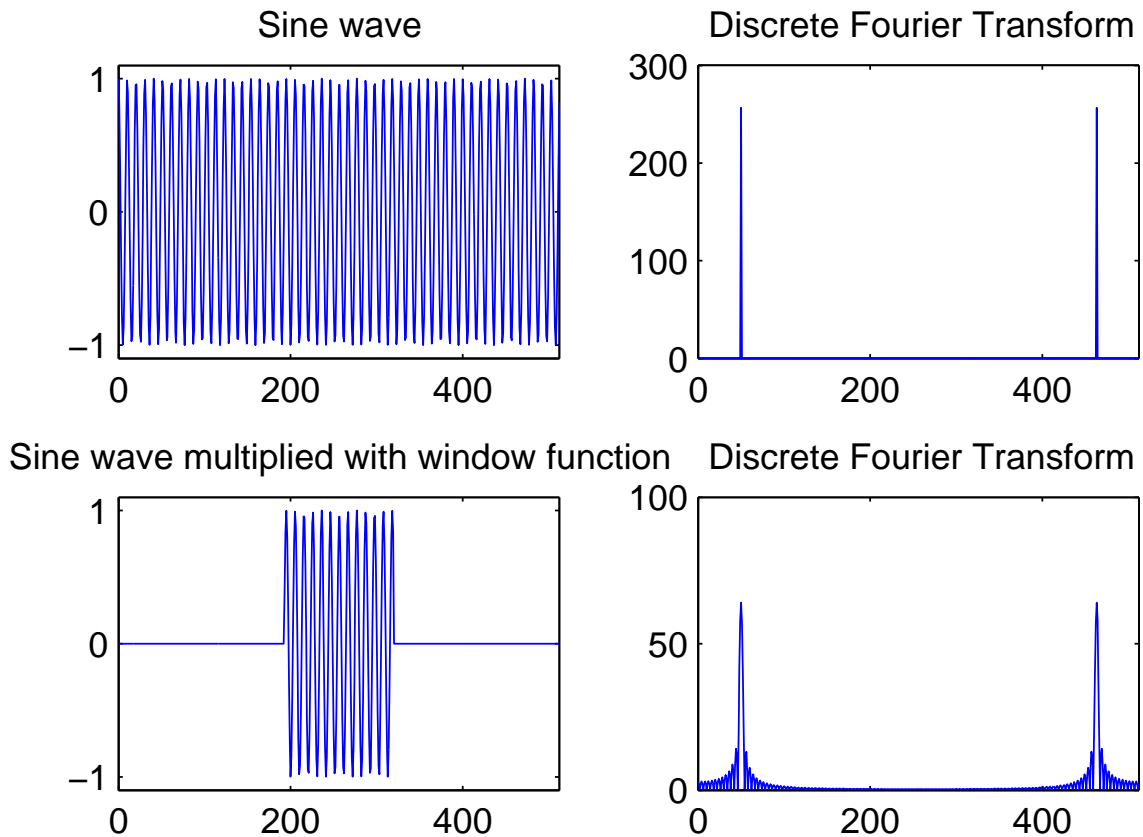 Sine wave
1
0
−1
0 200 400
Discrete Fourier Transform
300
200
100
0
0 200 400
Sine wave multiplied with window function
1
0
−1
0 200 400
Discrete Fourier Transform
100
50
0
0 200 400